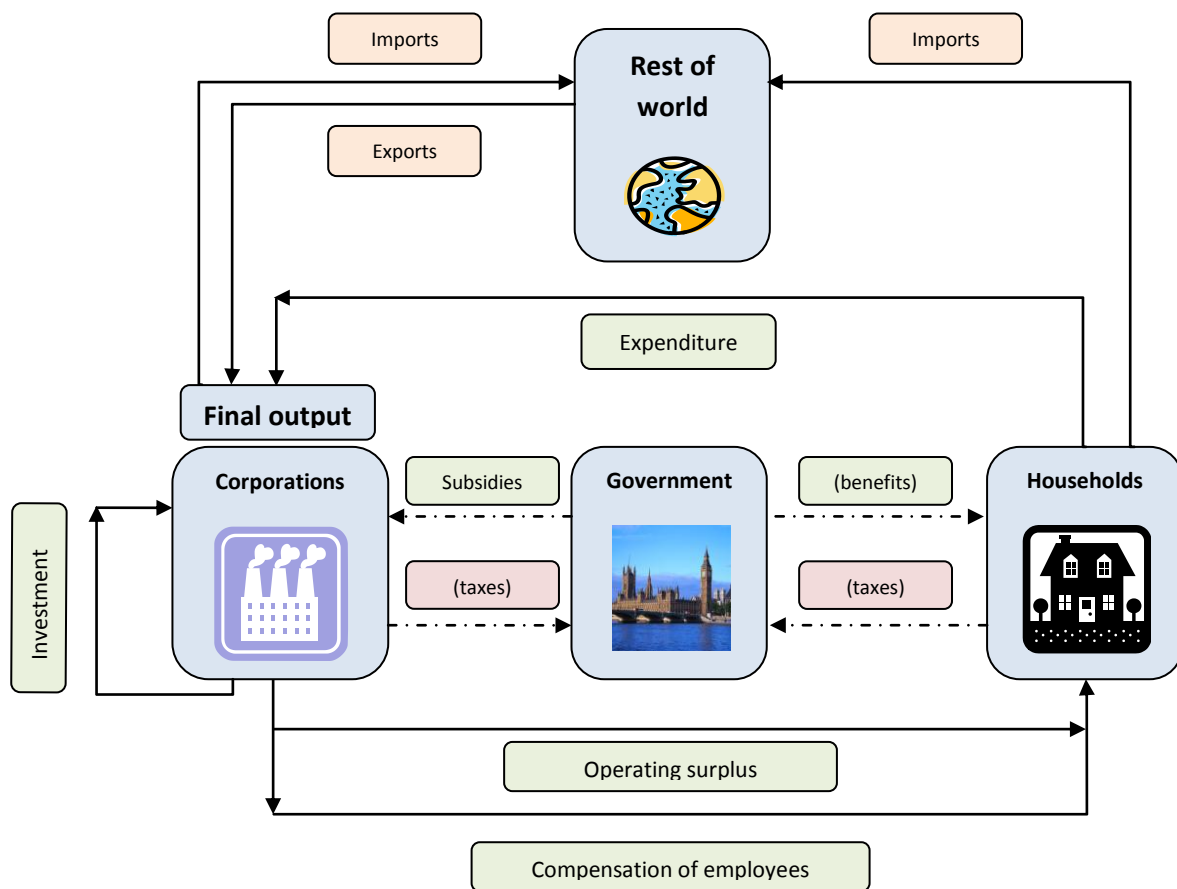 Imports
Imports
Rest of
world
Exports
Expenditure
Final output
Corporations
Subsidies
Government
(benefits)
Households
Investment
(taxes)
(taxes)
Operating surplus
Compensation of employees